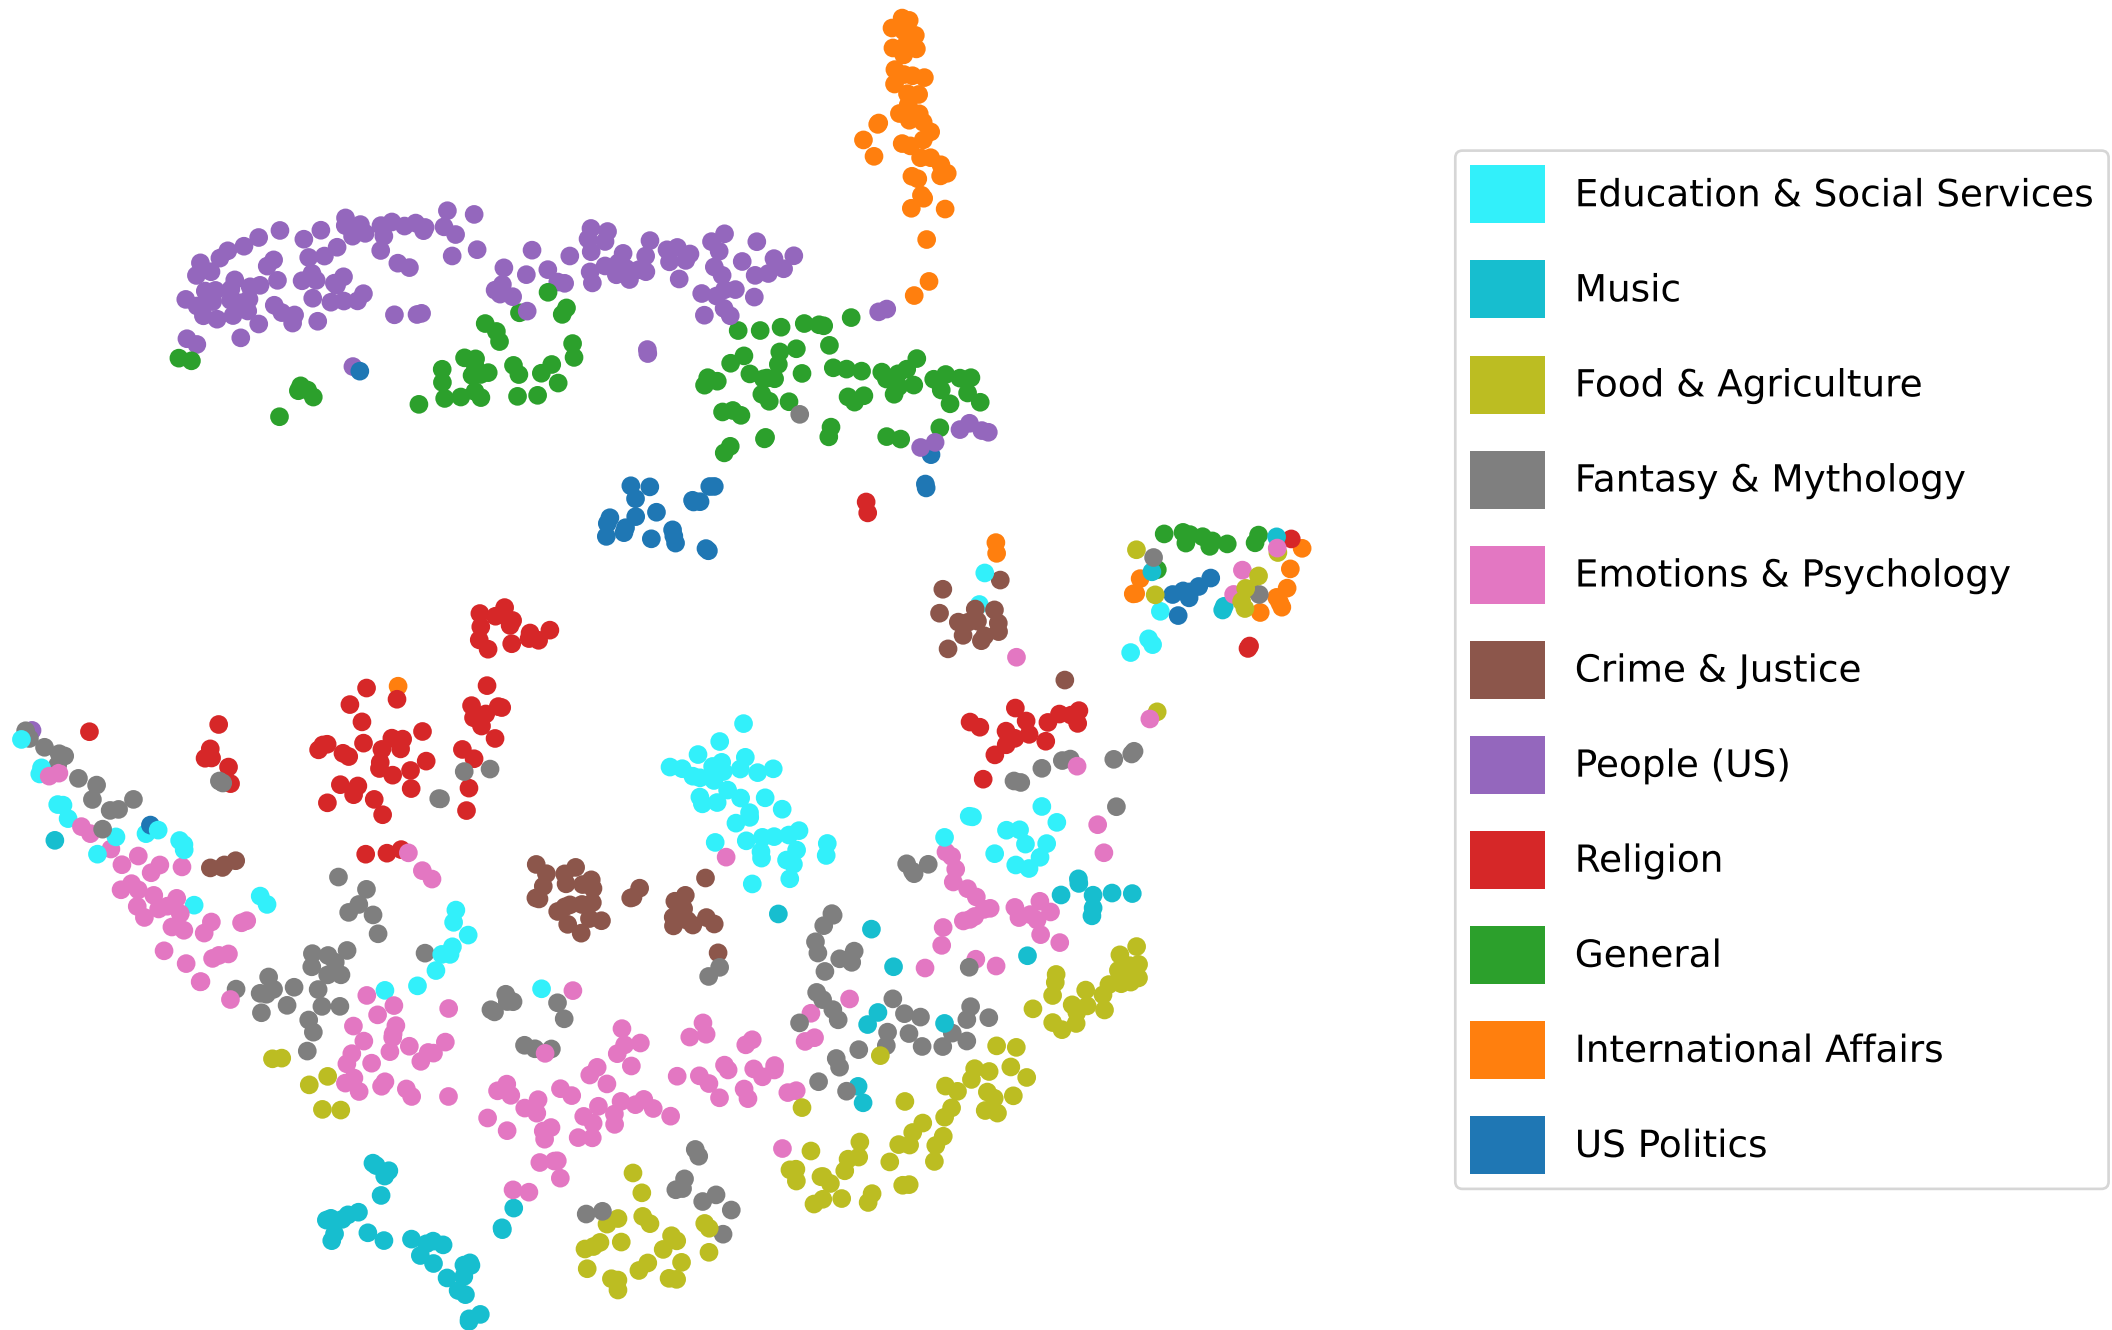 Education & Social Services
Music
Food & Agriculture
Fantasy & Mythology
Emotions & Psychology
Crime & Justice
People (US)
Religion
General
International Affairs
US Politics